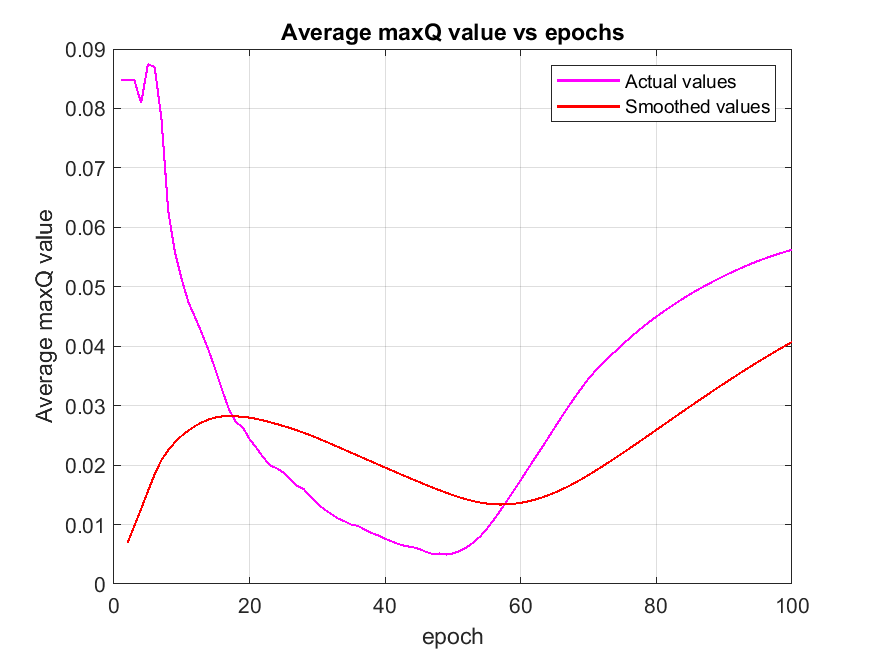 Average maxQ value vs epochs
Actual values
Smoothed values
Average maxQ value
0.09
0.08
0.07
0.06
0.05
0.04
0.03
0.02
0.01
0
0 20 40 60 80 100
epoch